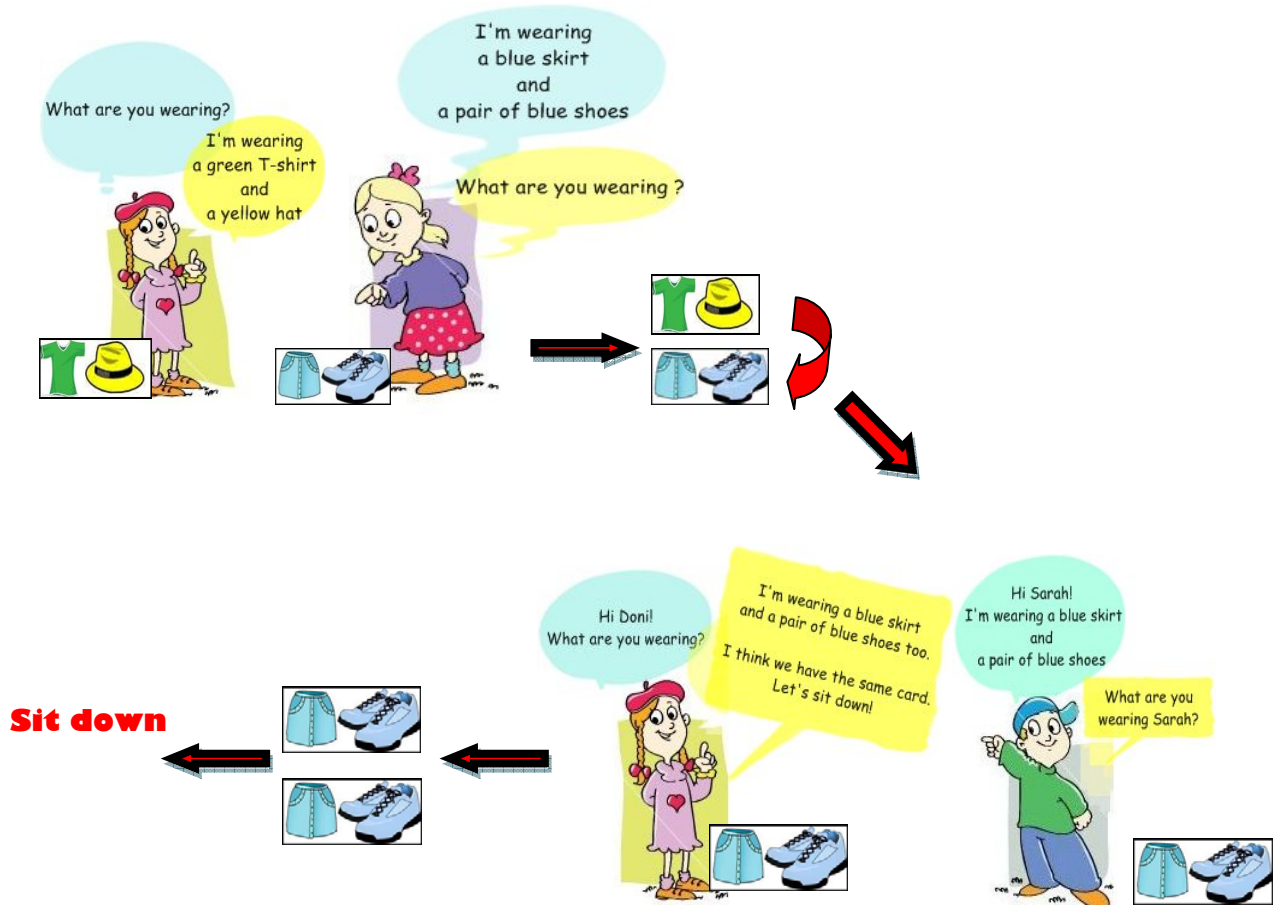 What are you wearing?
I'm wearing
a green T-shirt
and
a yellow hat
I'm wearing
a blue skirt
and
a pair of blue shoes
What are you wearing ?
Hi Doni!
What are you wearing?
I'm wearing a blue skirt
and a pair of blue shoes too.
I think we have the same card.
Let's sit down!
Hi Sarah!
I'm wearing a blue skirt
and
a pair of blue shoes
What are you
wearing Sarah?
Sit down